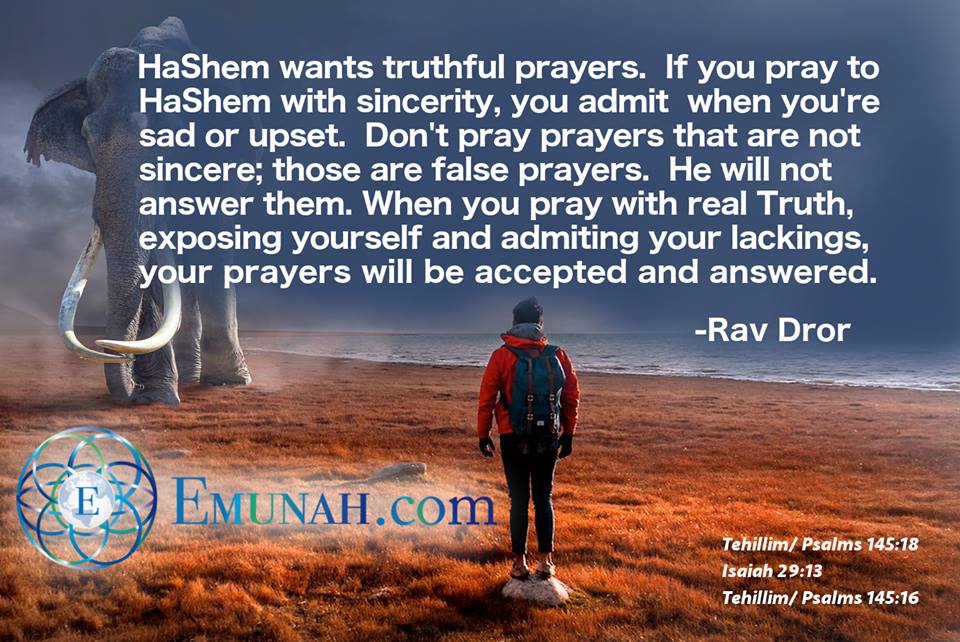 HaShem wants truthful prayers.  If you pray to
HaShem with sincerity, you admit  when you're
sad or upset.  Don't pray prayers that are not
sincere; those are false prayers.  He will not
answer them. When you pray with real Truth,
exposing yourself and admiting your lackings,
your prayers will be accepted and answered.
-Rav Dror
E
EMUNAH.com
Tehillim/ Psalms 145:18
Isaiah 29:13
Tehillim/ Psalms 145:16